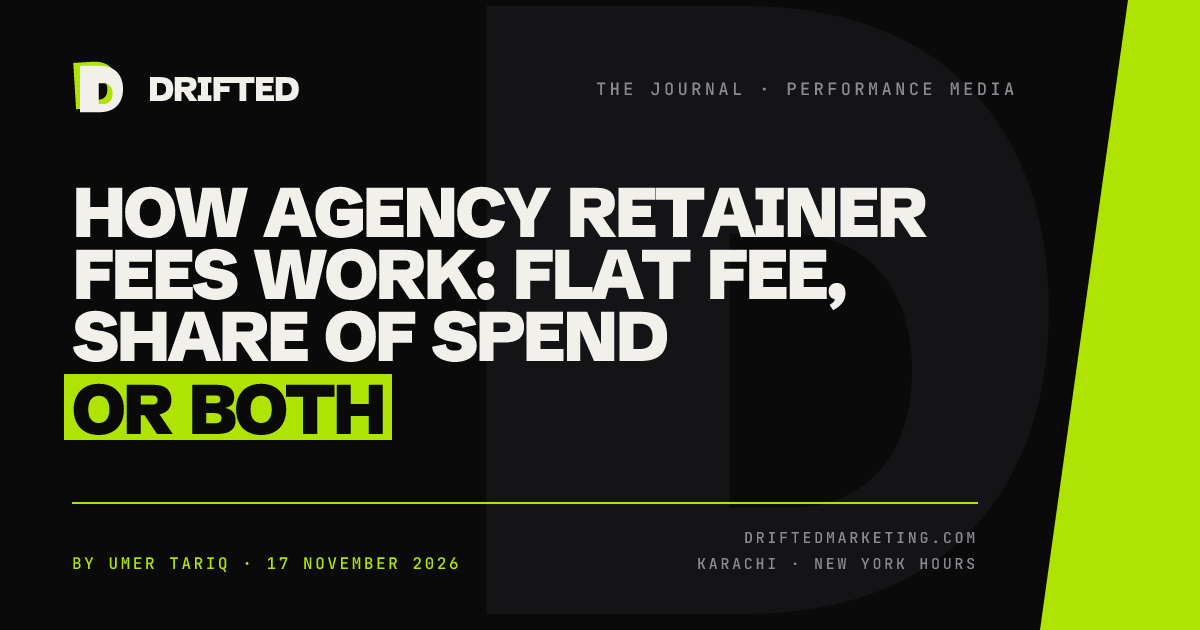 DRIFTED
THE JOURNAL · PERFORMANCE MEDIA
HOW AGENCY RETAINER
FEES WORK: FLAT FEE,
SHARE OF SPEND
OR BOTH
DRIFTEDMARKETING.COM
BY UMER TARIQ · 17 NOVEMBER 2026
KARACHI · NEW YORK HOURS